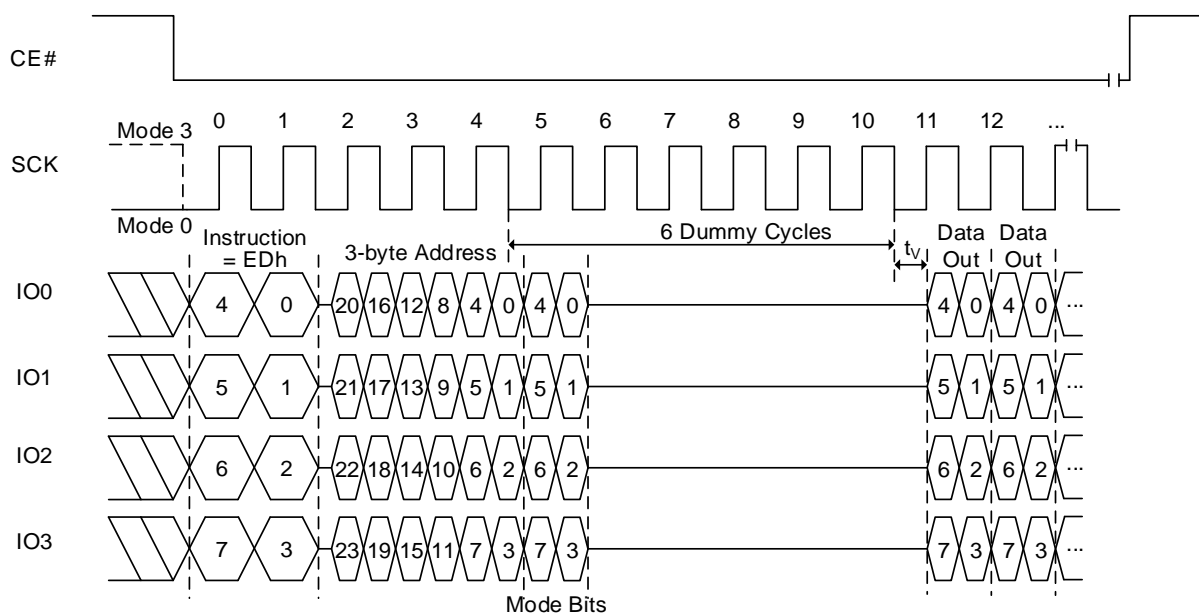 CE#
0 1 2 3 4 5 6 7 8 9 10 11 12 ...
Mode 3
SCK
Mode 0
Instruction
= EDh
3-byte Address
6 Dummy Cycles
tV
Data
Out
Data
Out
IO0
4 0 20 16 12 8 4 0 4 0 4 0 4 0 ...
IO1
5 1 21 17 13 9 5 1 5 1 5 1 5 1 ...
IO2
6 2 22 18 14 10 6 2 6 2 6 2 6 2 ...
IO3
7 3 23 19 15 11 7 3 7 3 7 3 7 3 ...
Mode Bits